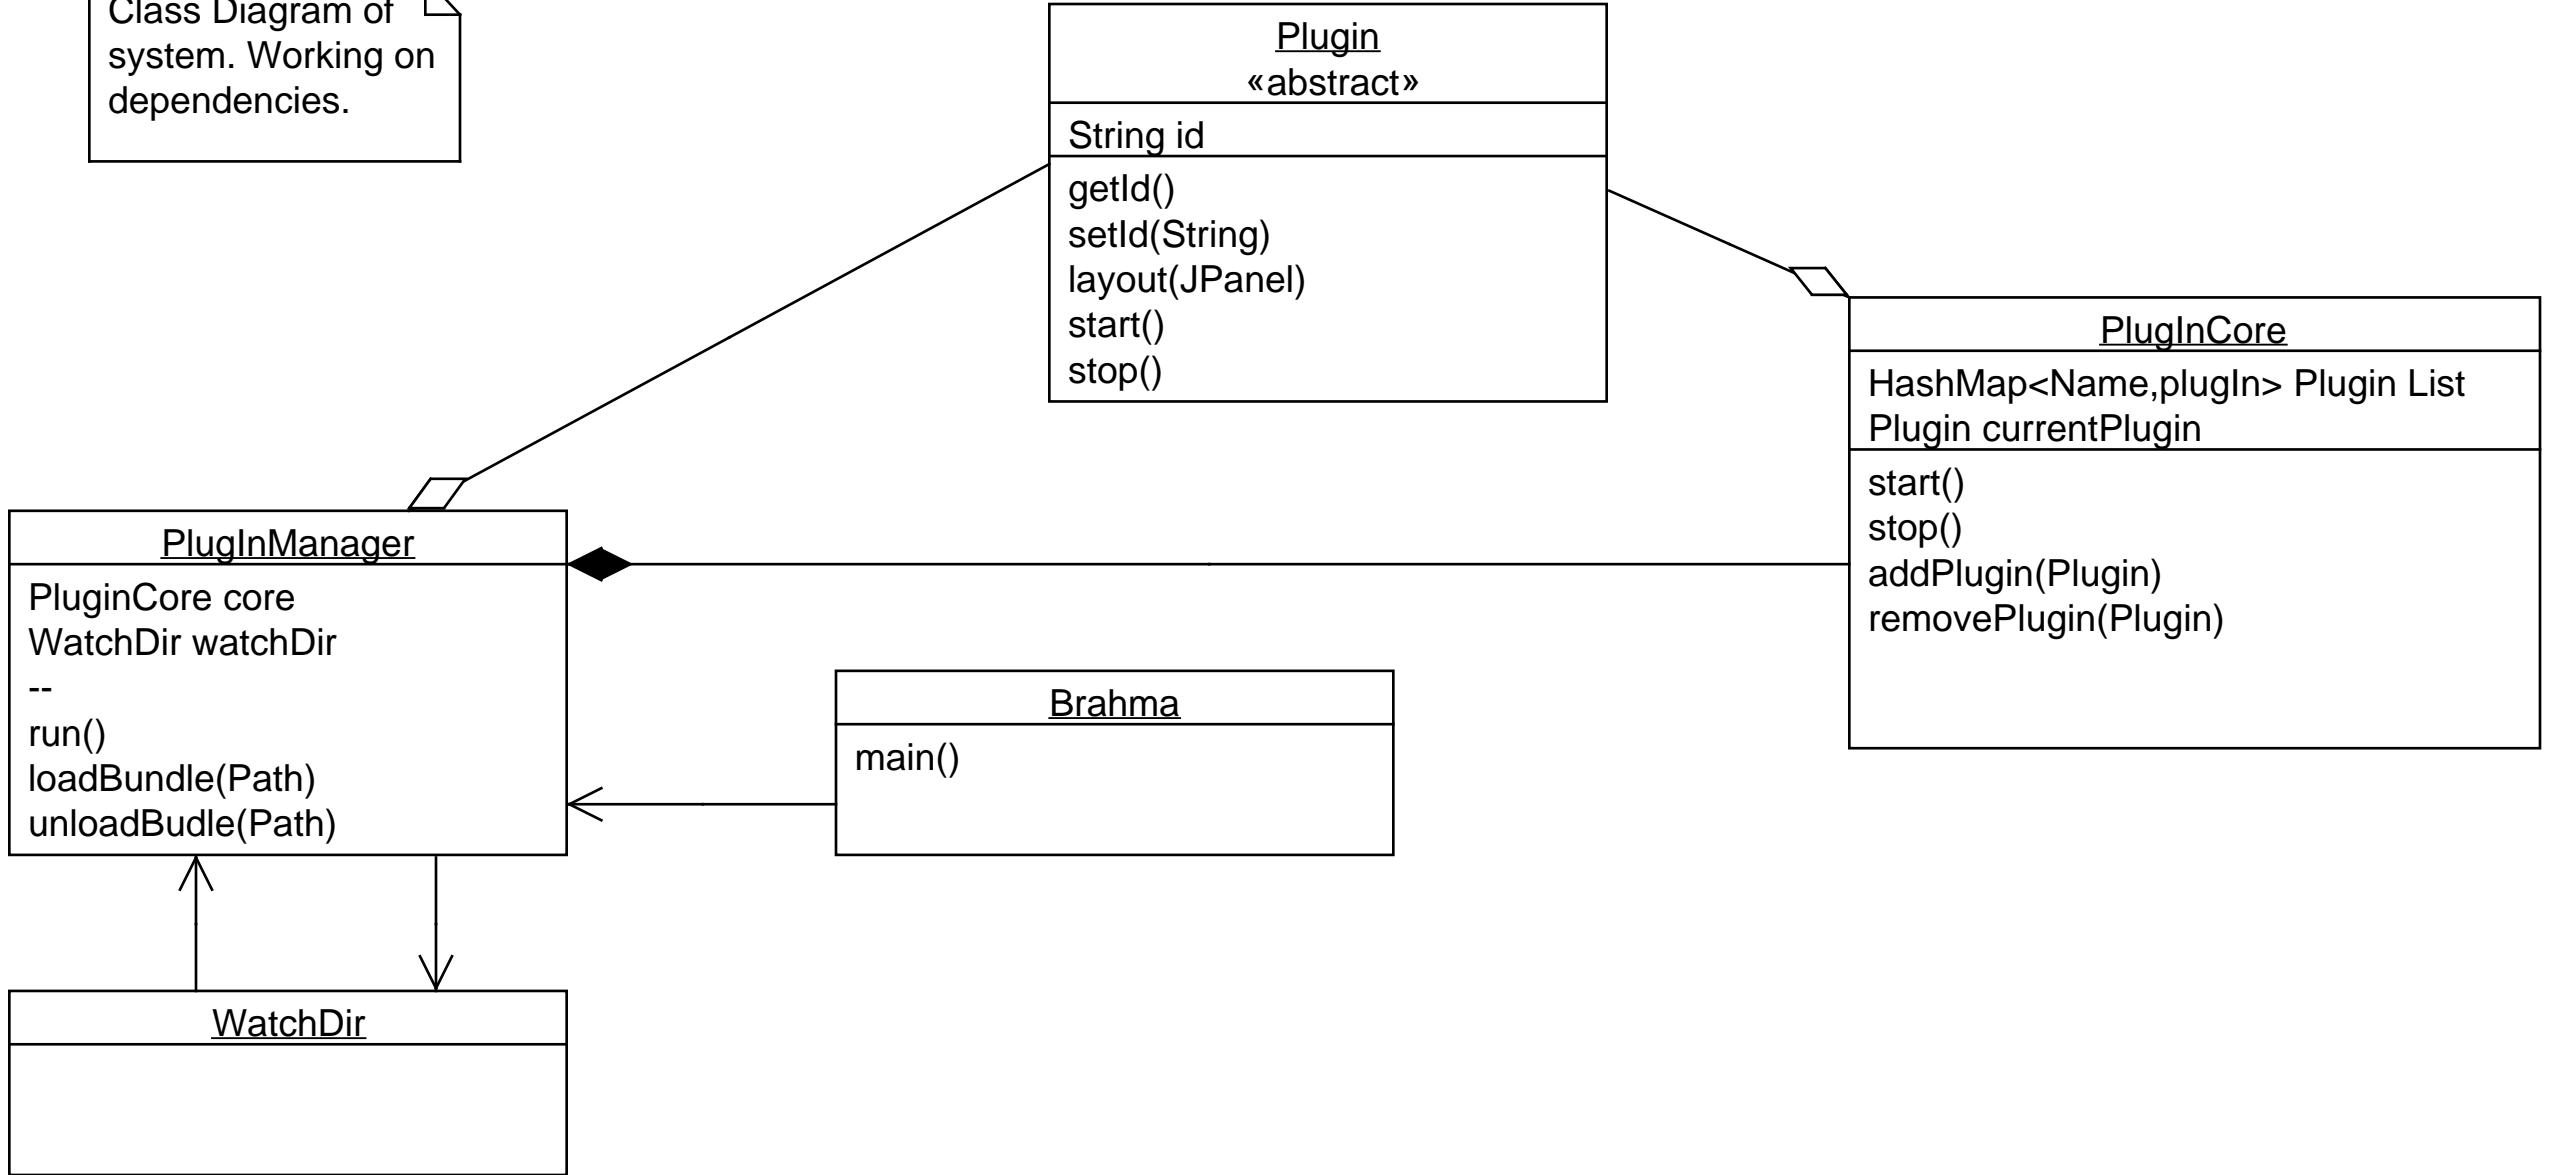 Class Diagram of
system. Working on
dependencies.
Plugin
«abstract»
String id
getId()
setId(String)
layout(JPanel)
start()
stop()
PlugInCore
HashMap<Name,plugIn> Plugin List
Plugin currentPlugin
start()
stop()
addPlugin(Plugin)
removePlugin(Plugin)
PlugInManager
PluginCore core
WatchDir watchDir
--
run()
loadBundle(Path)
unloadBudle(Path)
Brahma
main()
WatchDir